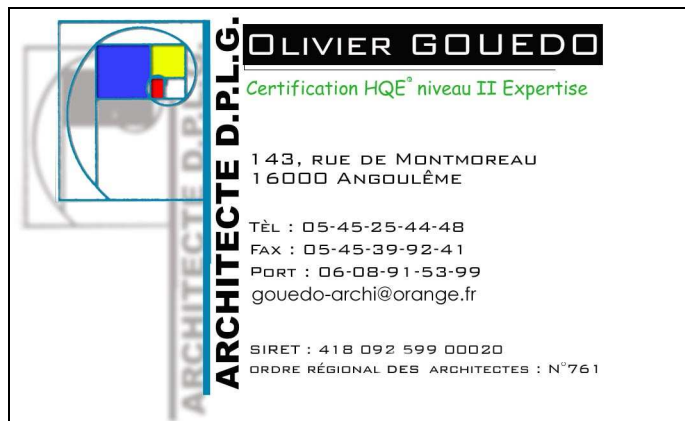 OLIVIER GOUEDO
Certification HQE® niveau II Expertise
ARCHITECTE D.P.L.G.
143, RUE DE MONTMOREAU
16000 ANGOULÊME
TÈL : 05-45-25-44-48
FAX : 05-45-39-92-41
PORT : 06-08-91-53-99
gouedo-archi@orange.fr
SIRET : 418 092 599 00020
ORDRE RÉGIONAL DES ARCHITECTES : N°761